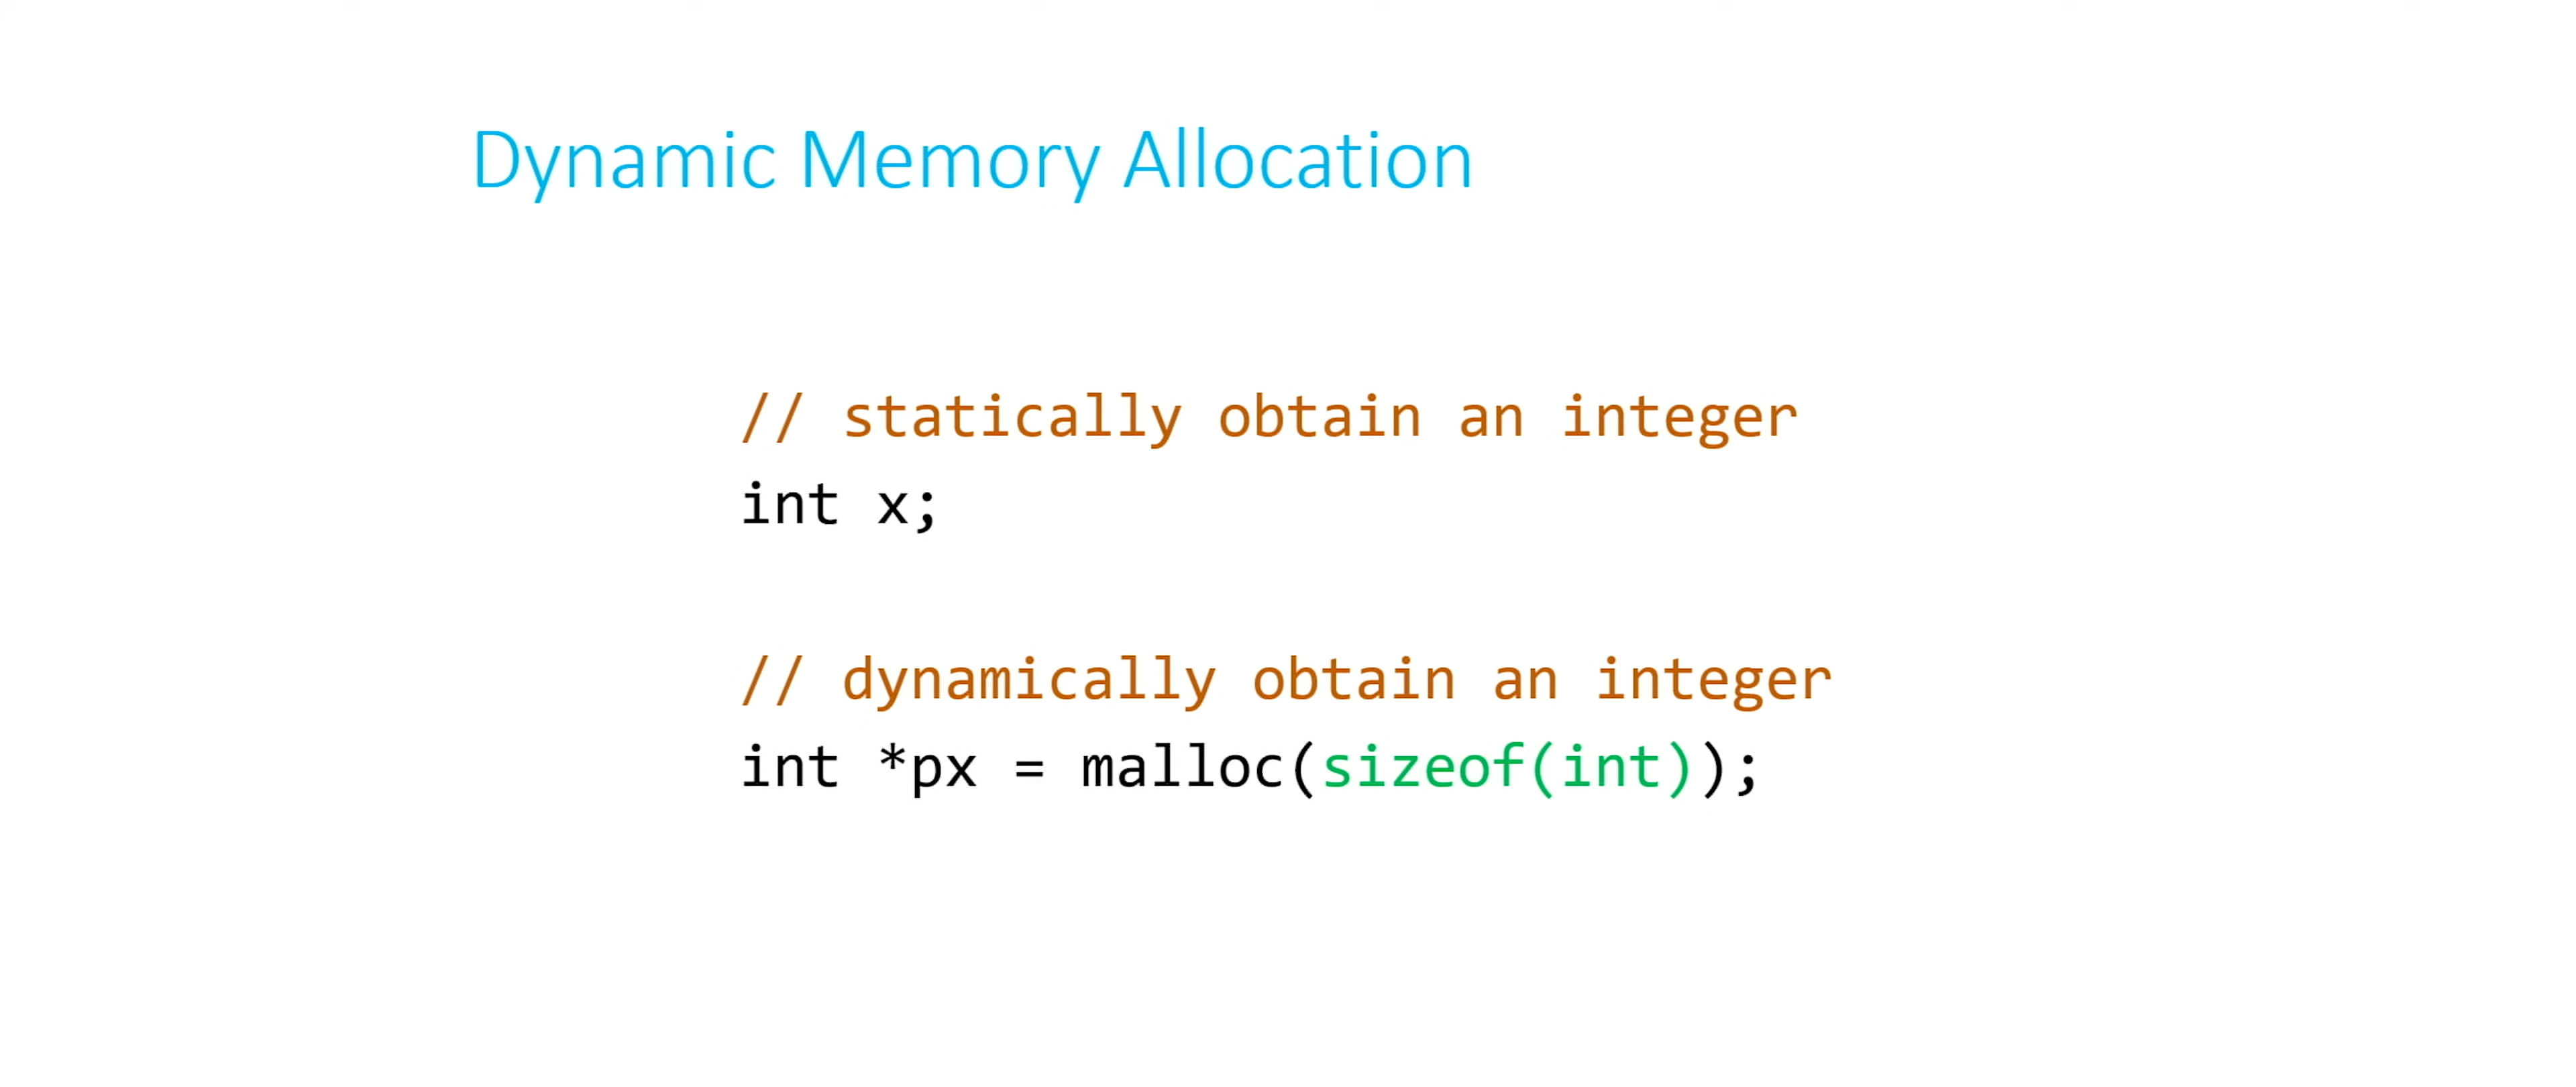 Dynamic Memory Allocation
// statically obtain an integer
int x;
// dynamically obtain an integer
int *px = malloc(sizeof(int));